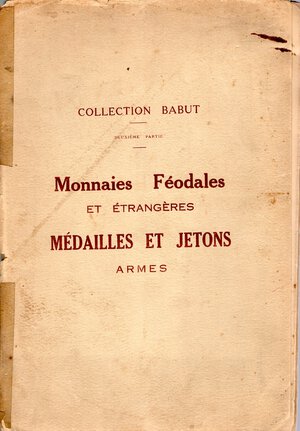 COLLECTION BABUT
DEUXIÈME PARTIE
Monnaies Féodales
ET ÉTRANGÈRES
MÉDAILLES ET JETONS
ARMES